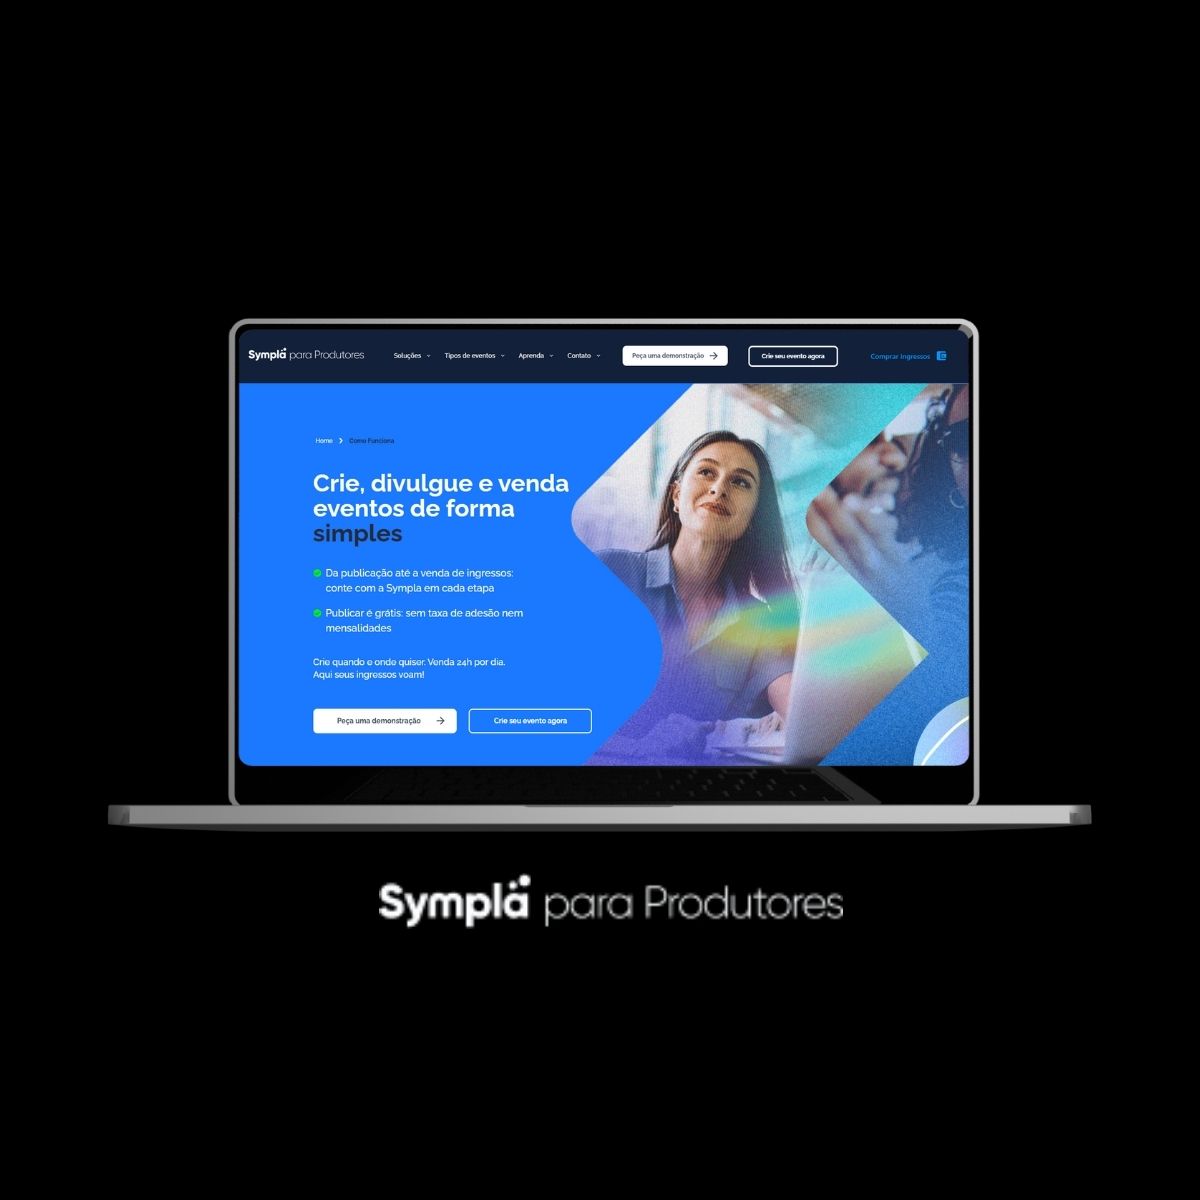 Sympla para Produtores
Soluções
Tipos de eventos
Aprenda
Contato
Peça uma demonstração
Crie seu evento agora
Comprar Ingressos
Home
Como Funciona
Crie, divulgue e venda
eventos de forma
simples
Da publicação até a venda de ingressos:
conte com a Sympla em cada etapa
Publicar é grátis: sem taxa de adesão nem
mensalidades
Crie quando e onde quiser. Venda 24h por dia.
Aqui seus ingressos voam!
Peça uma demonstração
Crie seu evento agora
Sympla para Produtores